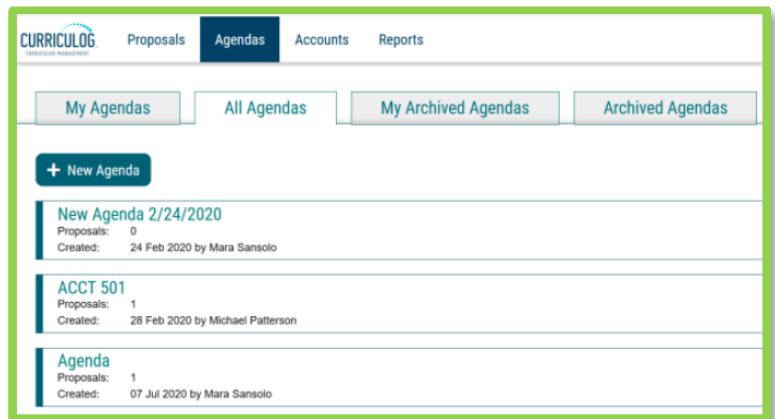 CURRICULOG
CURRICULUM MANAGEMENT
Proposals Agendas Accounts Reports
My Agendas All Agendas My Archived Agendas Archived Agendas
+ New Agenda
New Agenda 2/24/2020
Proposals: 0
Created: 24 Feb 2020 by Mara Sansolo
ACCT 501
Proposals: 1
Created: 28 Feb 2020 by Michael Patterson
Agenda
Proposals: 1
Created: 07 Jul 2020 by Mara Sansolo